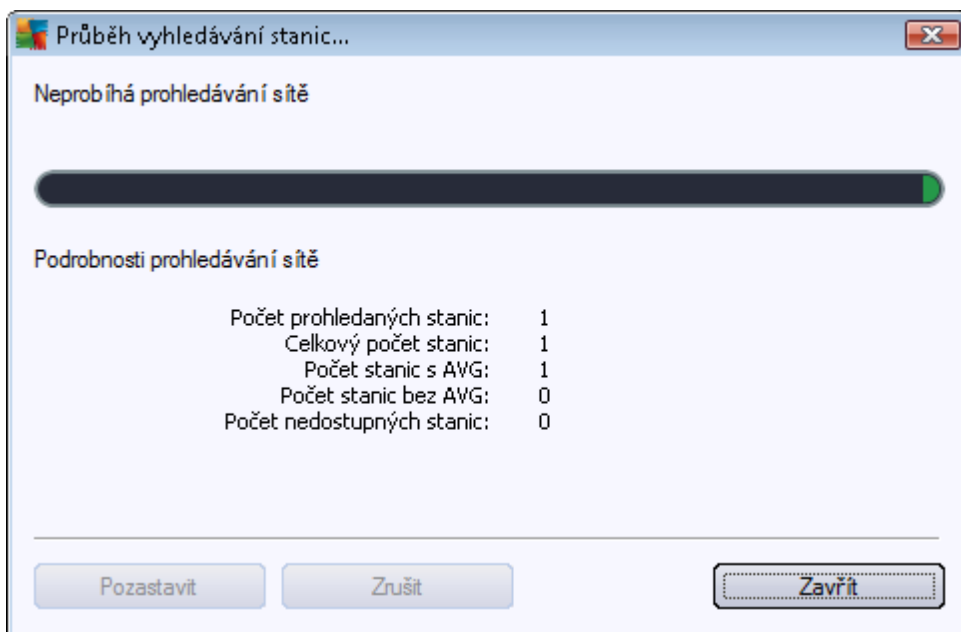 Průběh vyhledávání stanic...
Neprobíhá prohledávání sítě
Podrobnosti prohledávání sítě
Počet prohledaných stanic: 1
Celkový počet stanic: 1
Počet stanic s AVG: 1
Počet stanic bez AVG: 0
Počet nedostupných stanic: 0
Pozastavit Zrušit Zavřít